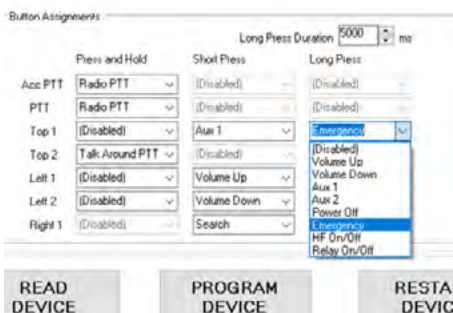 Button Assignments
Long Press Duration 5000 ms
Press and Hold Short Press Long Press
Acc PTT Radio PTT (Disabled) (Disabled)
PTT Radio PTT (Disabled) (Disabled)
Top 1 (Disabled) Aux 1 Emergency
Top 2 Talk Around PTT (Disabled) (Disabled)
Volume Up
Left 1 (Disabled) Volume Up Volume Down
Aux 1
Left 2 (Disabled) Volume Down Aux 2
Power Off
Right 1 (Disabled) Search Emergency
HF On/Off
Relay On/Off
READ PROGRAM RESTA
DEVICE DEVICE DEVIC